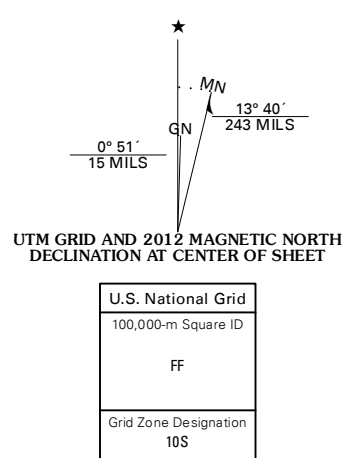 ★
MN
GN
13° 40´
243 MILS
0° 51´
15 MILS
UTM GRID AND 2012 MAGNETIC NORTH
DECLINATION AT CENTER OF SHEET
U.S. National Grid
100,000-m Square ID
FF
Grid Zone Designation
10S